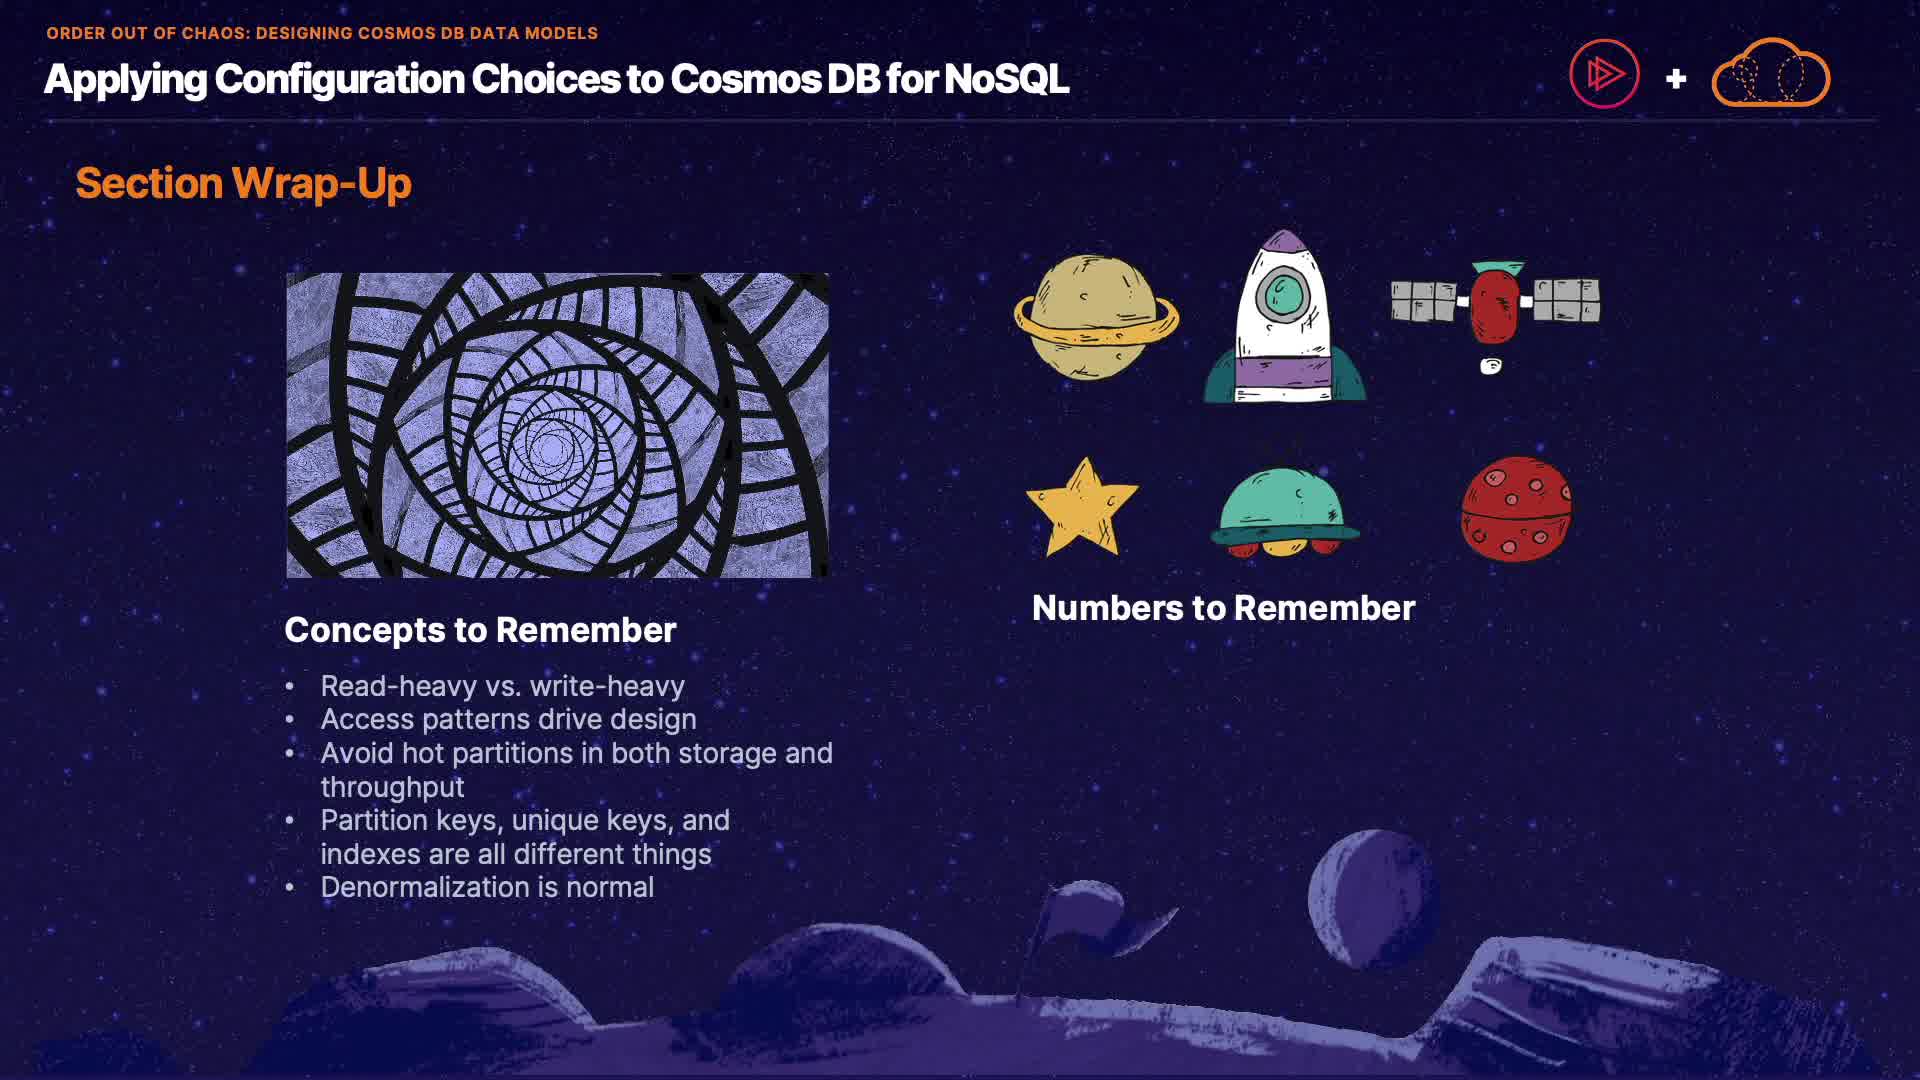 ORDER OUT OF CHAOS: DESIGNING COSMOS DB DATA MODELS
Applying Configuration Choices to Cosmos DB for NoSQL
+
Section Wrap-Up
Concepts to Remember
• Read-heavy vs. write-heavy
• Access patterns drive design
• Avoid hot partitions in both storage and
throughput
• Partition keys, unique keys, and
indexes are all different things
• Denormalization is normal
Numbers to Remember